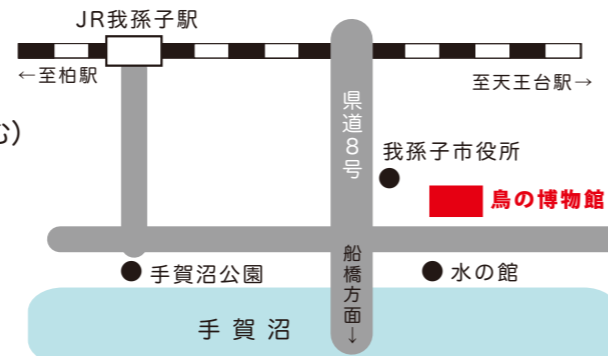 JR我孫子駅
←至柏駅
至天王台駅→
む）
県道8号
我孫子市役所
鳥の博物館
船橋方面→
手賀沼公園
水の館
手賀沼